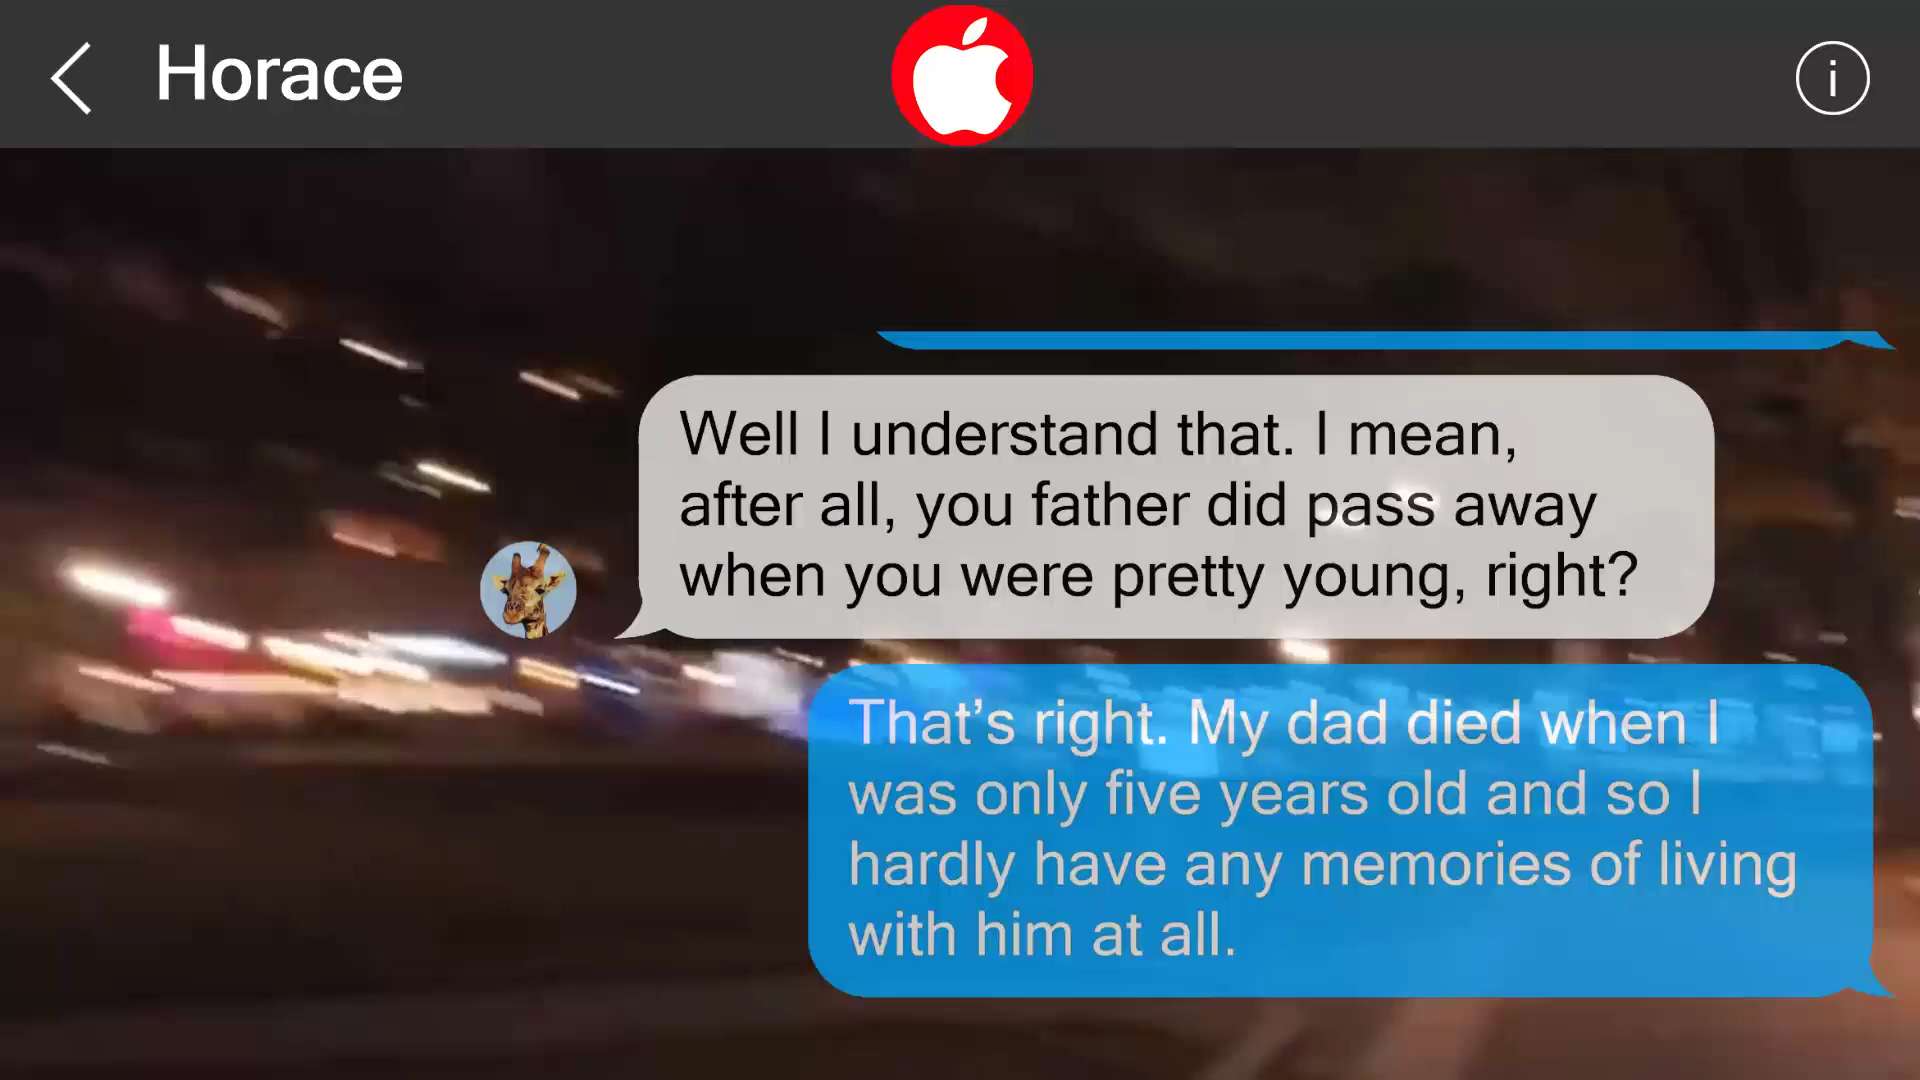 Horace
i
Well I understand that. I mean,
after all, you father did pass away
when you were pretty young, right?
That’s right. My dad died when I
was only five years old and so I
hardly have any memories of living
with him at all.